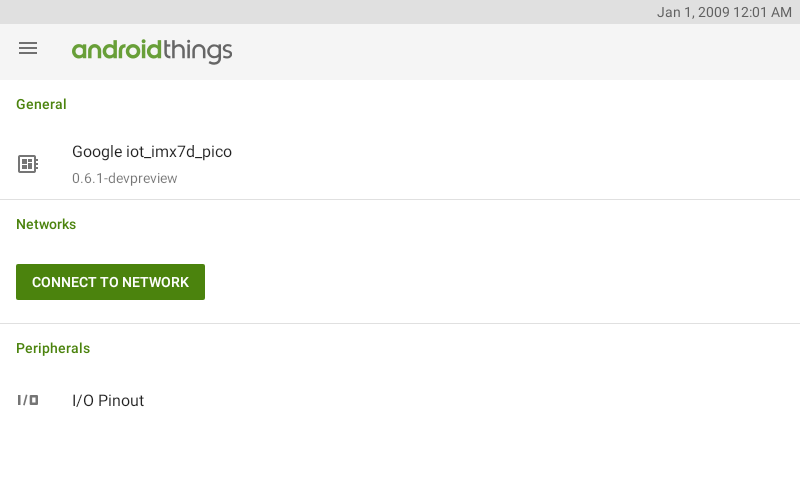 Jan 1, 2009 12:01 AM
androidthings
General
Google iot_imx7d_pico
0.6.1-devpreview
Networks
CONNECT TO NETWORK
Peripherals
I/O I/O Pinout